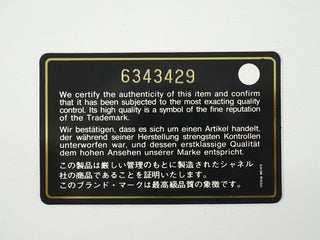 6343429
We certify the authenticity of this item and confirm
that it has been subjected to the most exacting quality
control. Its high quality is a symbol of the fine reputation
of the Trademark.
Wir bestätigen, dass es sich um einen Artikel handelt,
der während seiner Herstellung strengsten Kontrollen
unterworfen war, und dessen erstklassige Qualität
dem hohen Ansehen unserer Marke entspricht.
この製品は厳しい管理のもとに製造されたシャネル
社の商品であることを証明いたします。
このブランド・マークは最高級品質の象徴です。